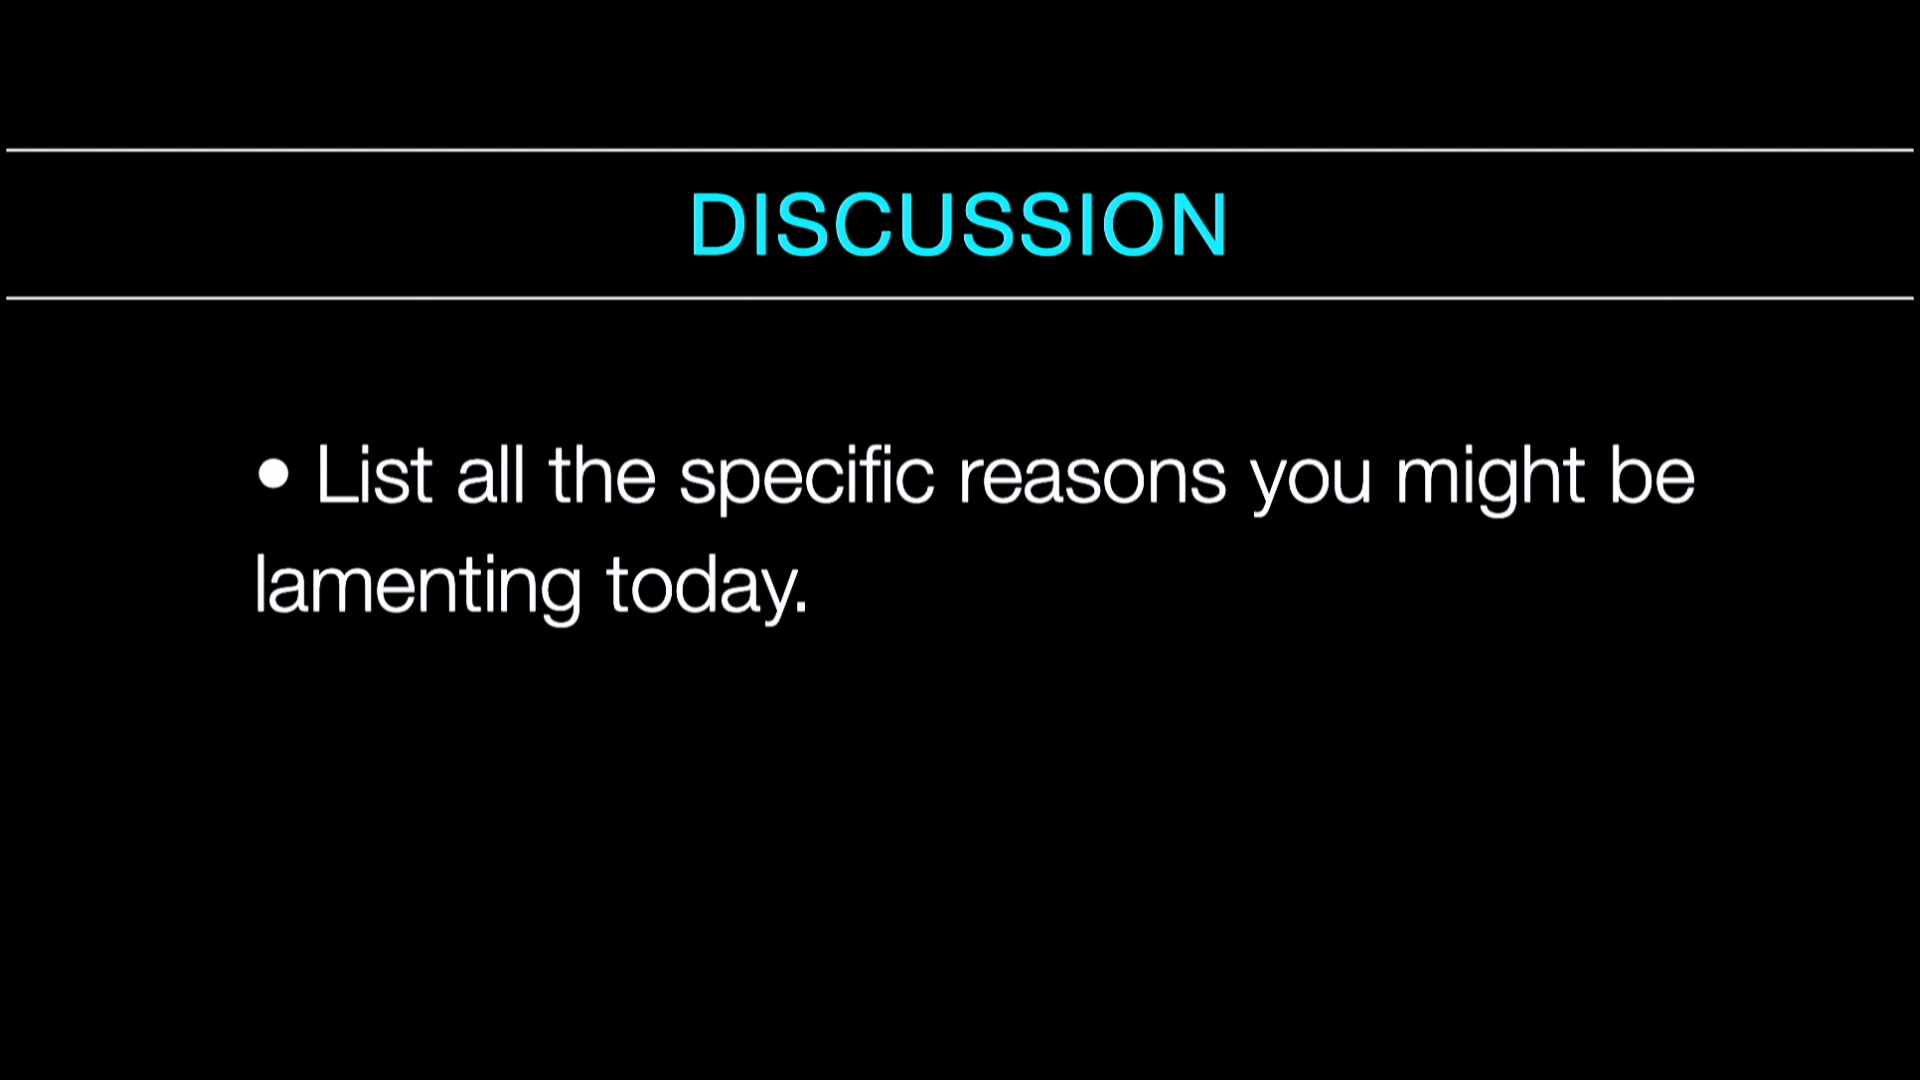 DISCUSSION
• List all the specific reasons you might be
lamenting today.